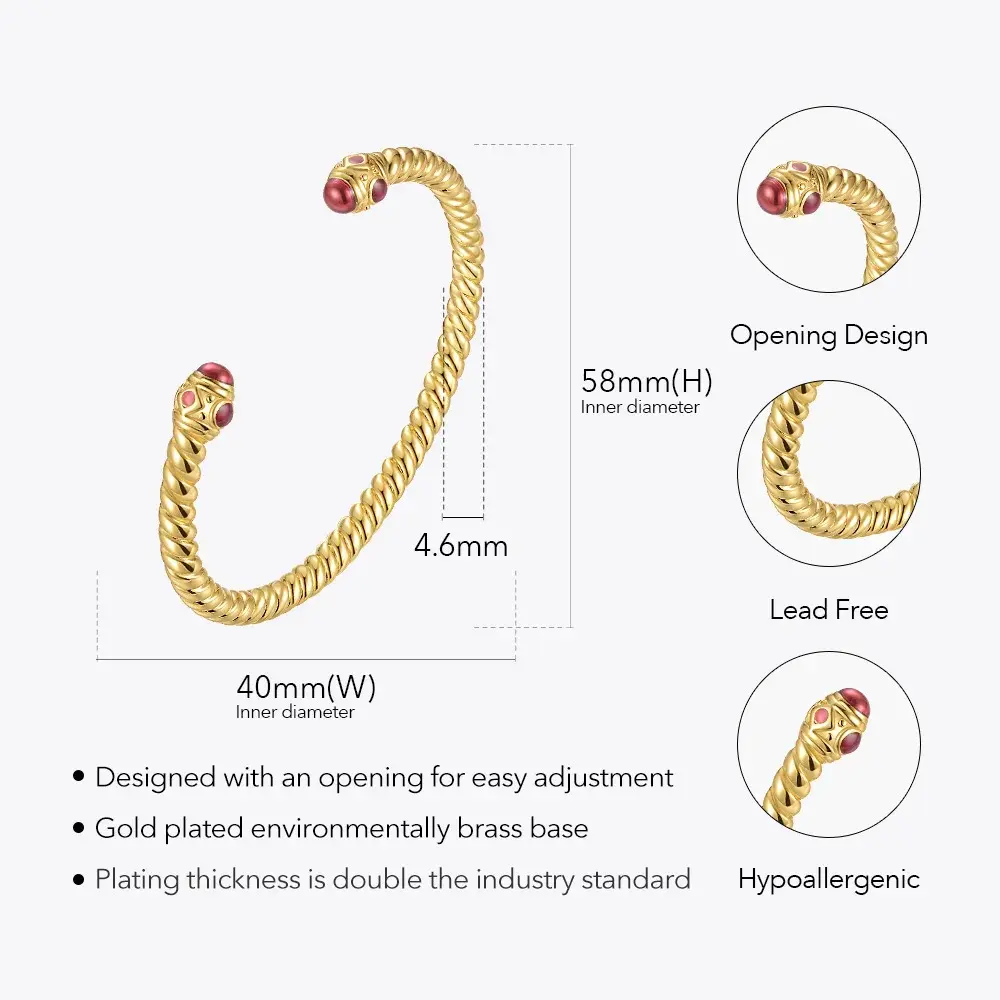 Opening Design
58mm(H)
Inner diameter
4.6mm
Lead Free
40mm(W)
Inner diameter
• Designed with an opening for easy adjustment
• Gold plated environmentally brass base
• Plating thickness is double the industry standard
Hypoallergenic